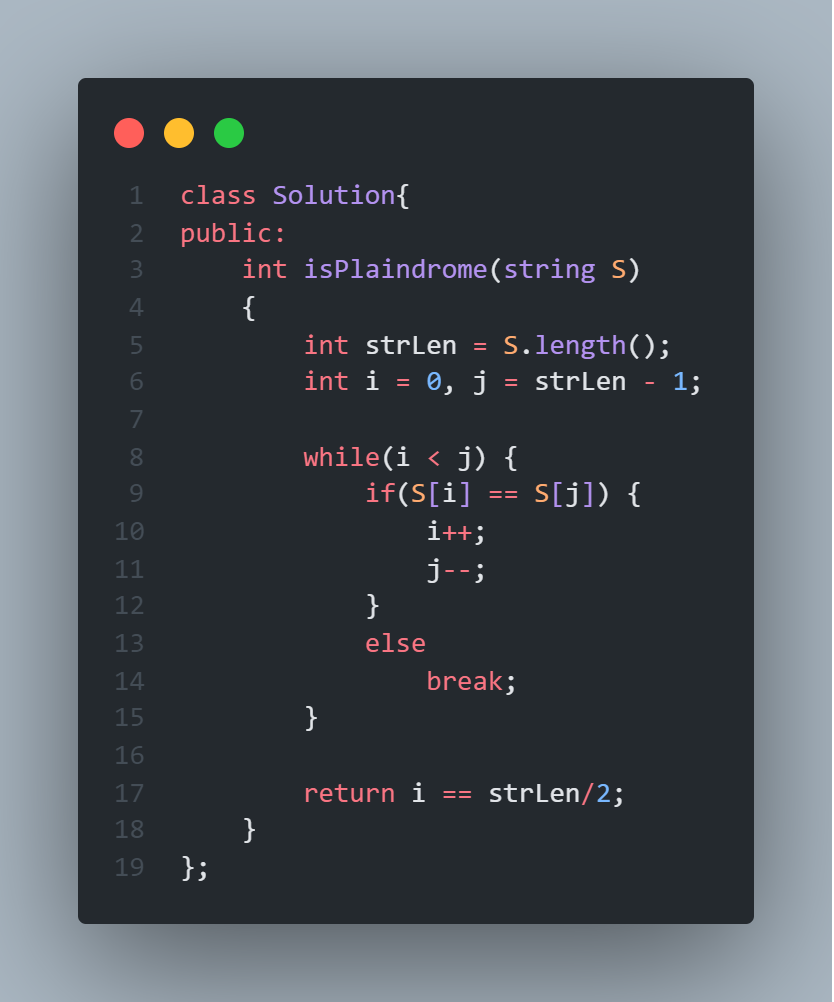 1 class Solution{
2 public:
3     int isPlaindrome(string S)
4     {
5         int strLen = S.length();
6         int i = 0, j = strLen - 1;
7
8         while(i < j) {
9             if(S[i] == S[j]) {
10                 i++;
11                 j--;
12             }
13             else
14                 break;
15         }
16
17         return i == strLen/2;
18     }
19 };